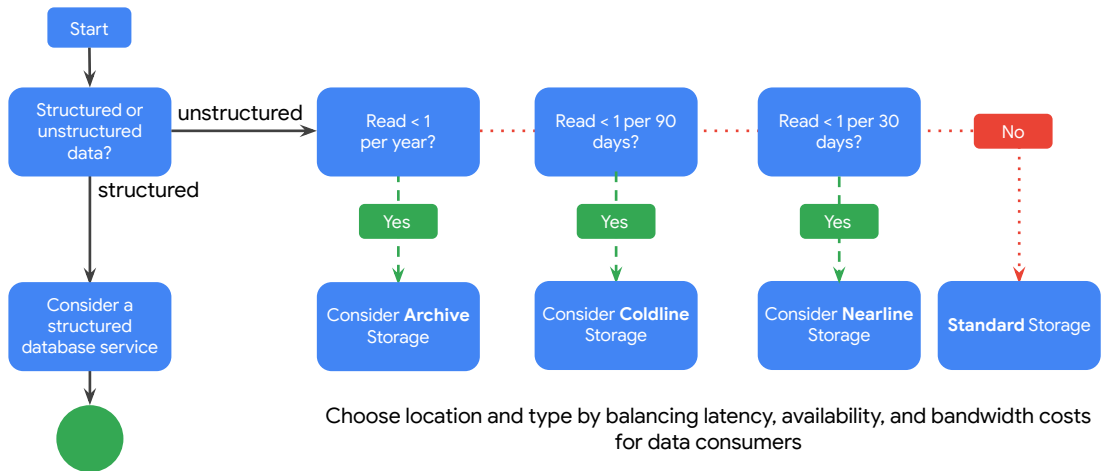 Start
Structured or
unstructured
data?
unstructured
structured
Read < 1
per year?
Read < 1 per 90
days?
Read < 1 per 30
days?
No
Yes
Yes
Yes
Consider a
structured
database service
Consider Archive
Storage
Consider Coldline
Storage
Consider Nearline
Storage
Standard Storage
Choose location and type by balancing latency, availability, and bandwidth costs
for data consumers